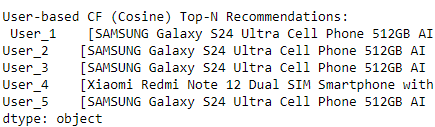 User-based CF (Cosine) Top-N Recommendations:
User_1 [SAMSUNG Galaxy S24 Ultra Cell Phone 512GB AI
User_2 [SAMSUNG Galaxy S24 Ultra Cell Phone 512GB AI
User_3 [SAMSUNG Galaxy S24 Ultra Cell Phone 512GB AI
User_4 [Xiaomi Redmi Note 12 Dual SIM Smartphone with
User_5 [SAMSUNG Galaxy S24 Ultra Cell Phone 512GB AI
dtype: object